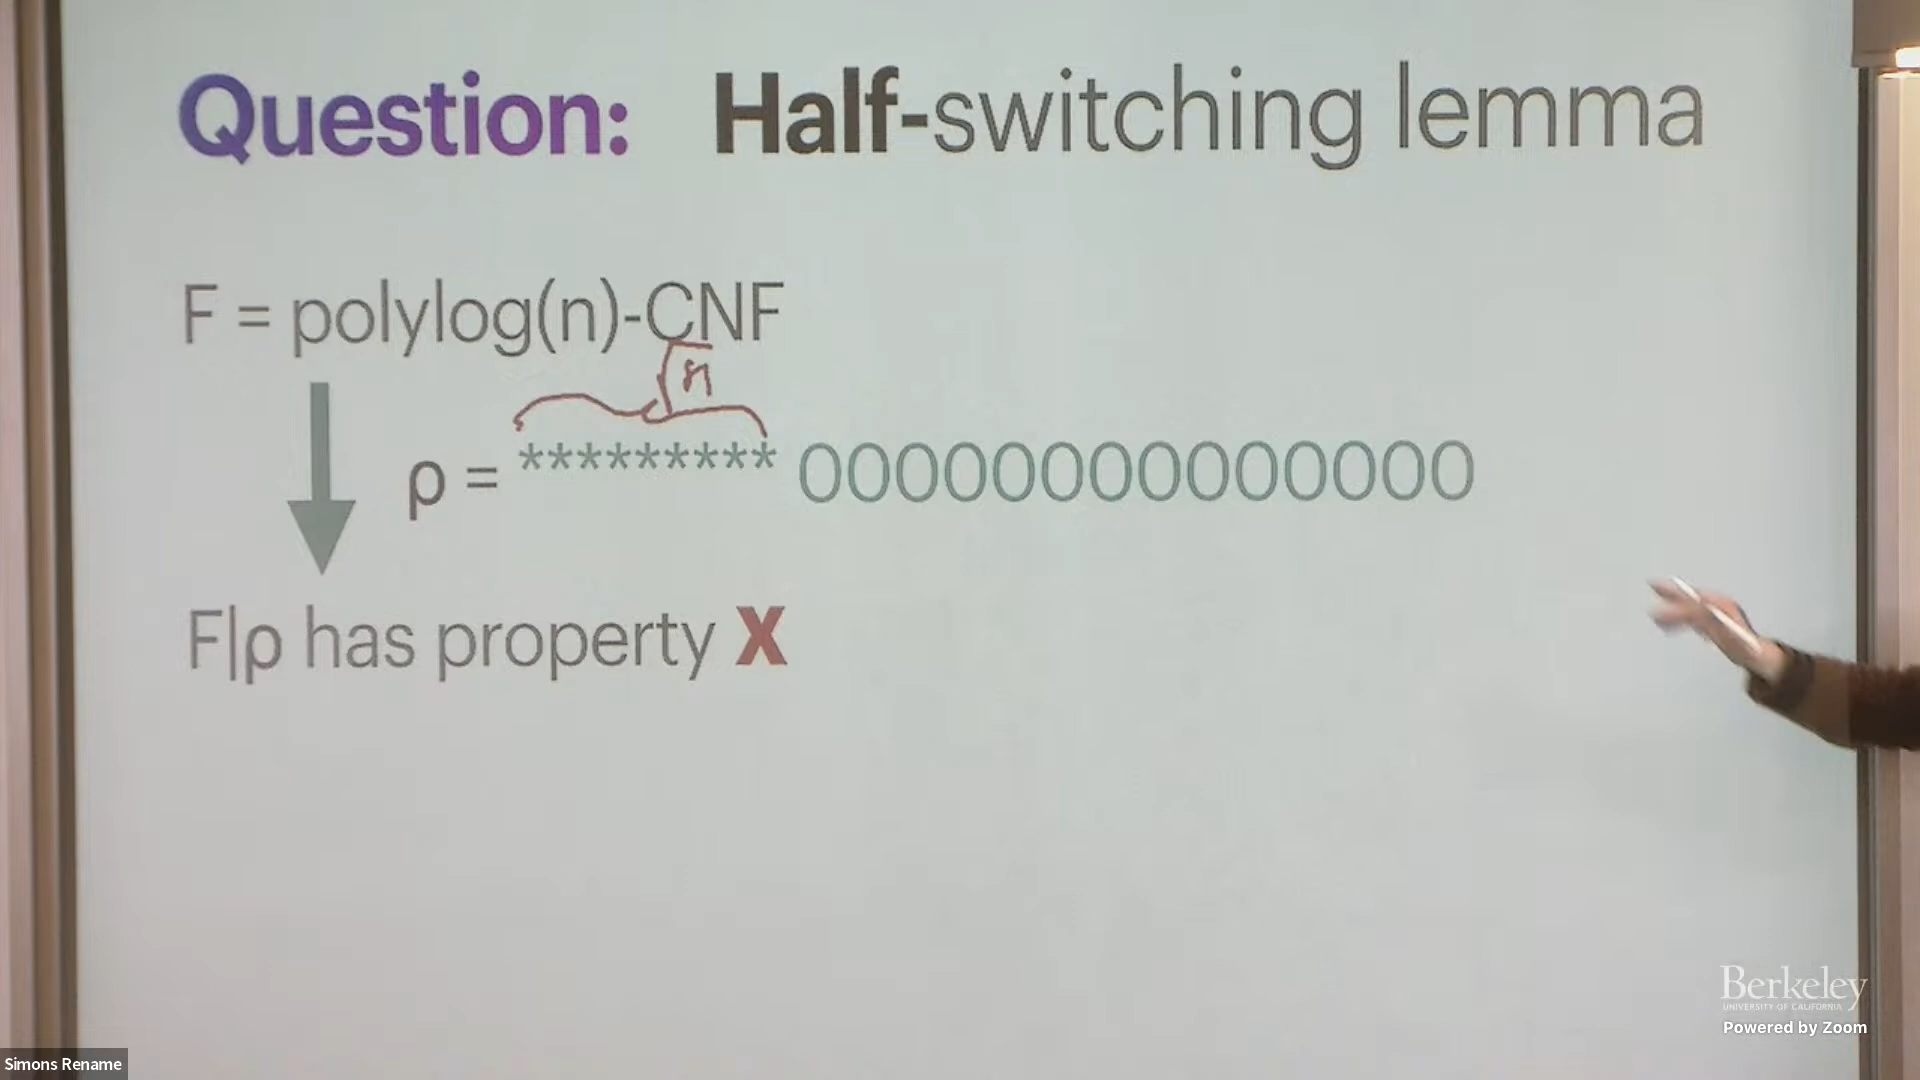 Question: Half-switching lemma
F = polylog(n)-CNF
√n
ρ = ********* 00000000000000
F|ρ has property X
Berkeley
UNIVERSITY OF CALIFORNIA
Powered by Zoom
Simons Rename